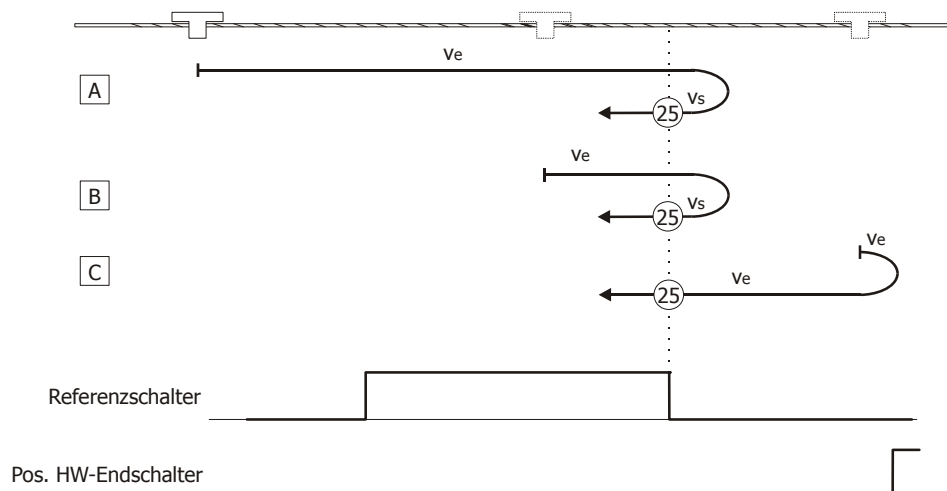 Ve
A
Vs
25
Ve
B
Vs
25
Ve
C
Ve
25
Referenzschalter
Pos. HW-Endschalter